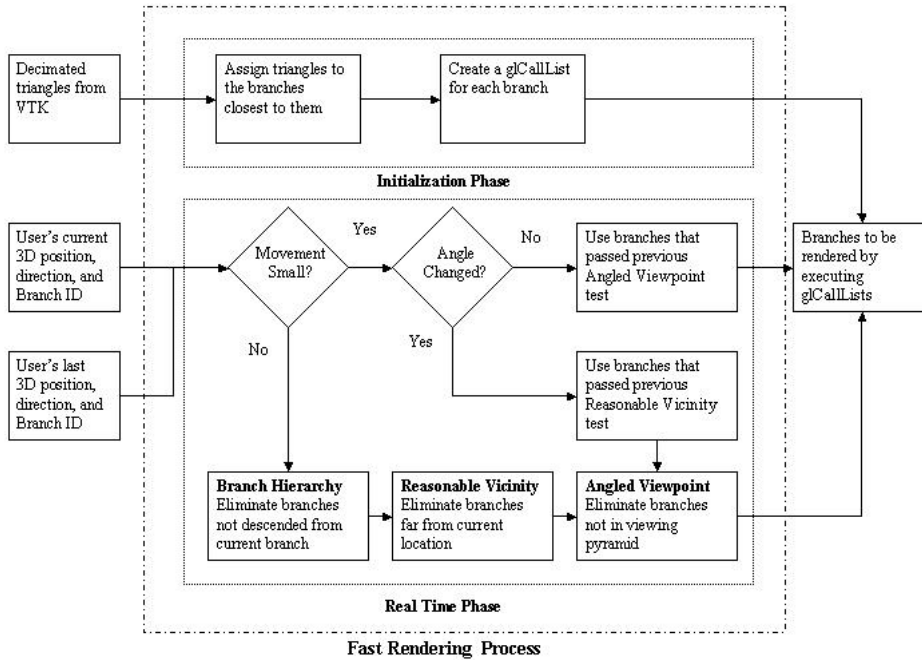 Decimated
triangles from
VTK
Assign triangles to
the branches
closest to them
Create a glCallList
for each branch
Initialization Phase
User's current
3D position,
direction, and
Branch ID
User's last
3D position,
direction, and
Branch ID
Movement
Small?
Yes
No
Angle
Changed?
No
Yes
Use branches that
passed previous
Angled Viewpoint
test
Branches to be
rendered by
executing
glCallLists
Use branches that
passed previous
Reasonable Vicinity
test
Branch Hierarchy
Eliminate branches
not descended from
current branch
Reasonable Vicinity
Eliminate branches
far from current
location
Angled Viewpoint
Eliminate branches
not in viewing
pyramid
Real Time Phase
Fast Rendering Process